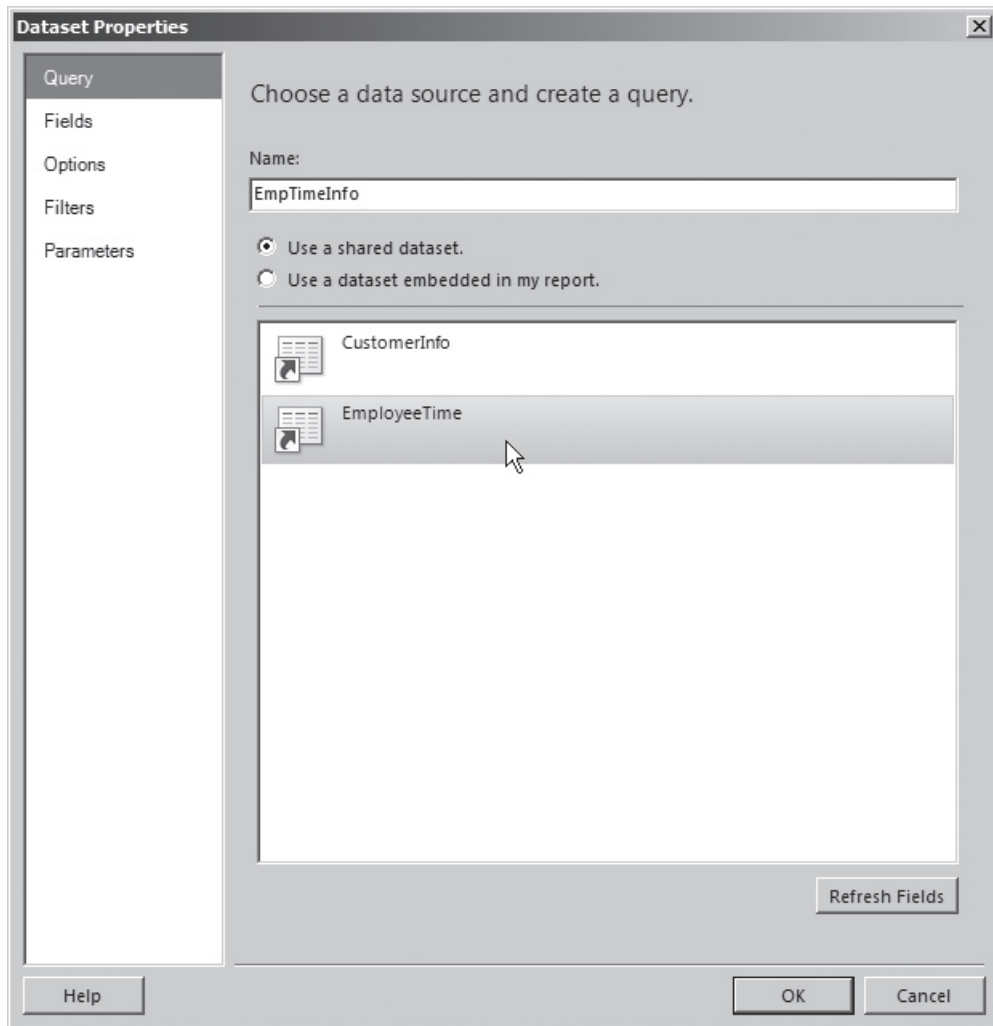 Dataset Properties
Query
Fields
Options
Filters
Parameters
Choose a data source and create a query.
Name:
EmpTimeInfo
Use a shared dataset.
Use a dataset embedded in my report.
CustomerInfo
EmployeeTime
Refresh Fields
Help
OK
Cancel